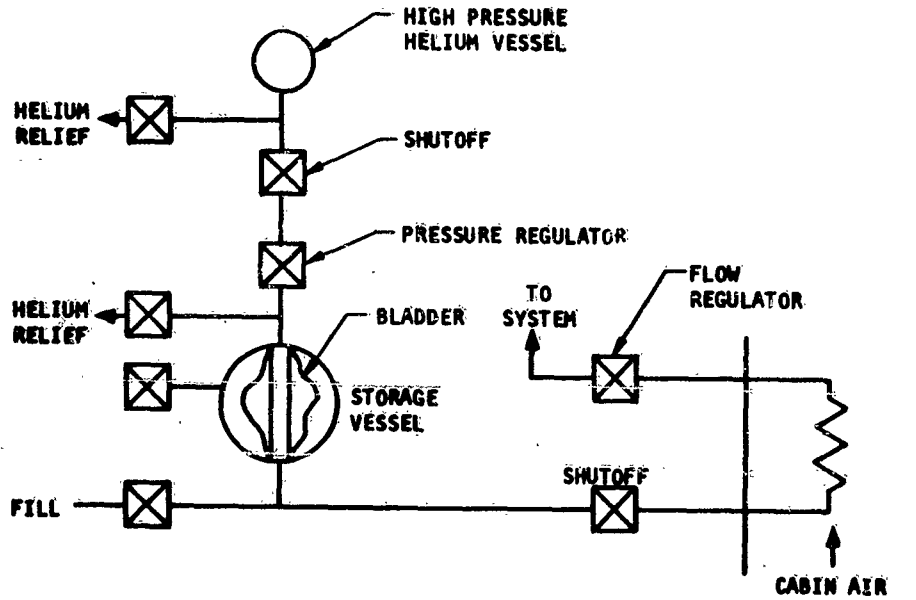 HIGH PRESSURE
HELIUM VESSEL
HELIUM
RELIEF
SHUTOFF
PRESSURE REGULATOR
FLOW
REGULATOR
TO
SYSTEM
HELIUM
RELIEF
BLADDER
STORAGE
VESSEL
SHUTOFF
FILL
CABIN AIR